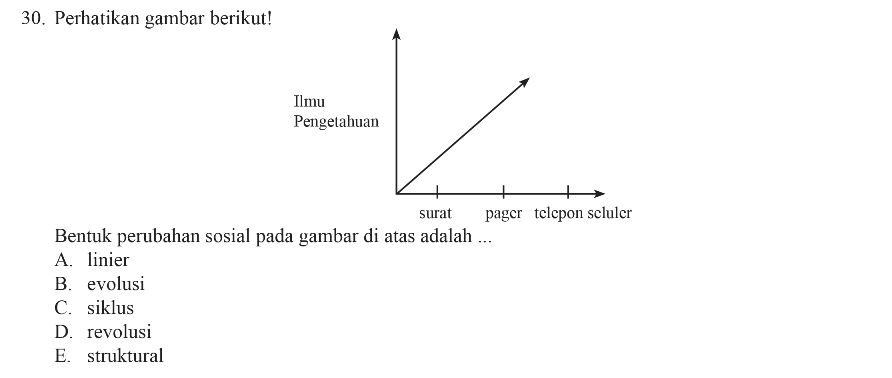 30. Perhatikan gambar berikut!
Ilmu
Pengetahuan
surat pager telepon seluler
Bentuk perubahan sosial pada gambar di atas adalah ...
A. linier
B. evolusi
C. siklus
D. revolusi
E. struktural